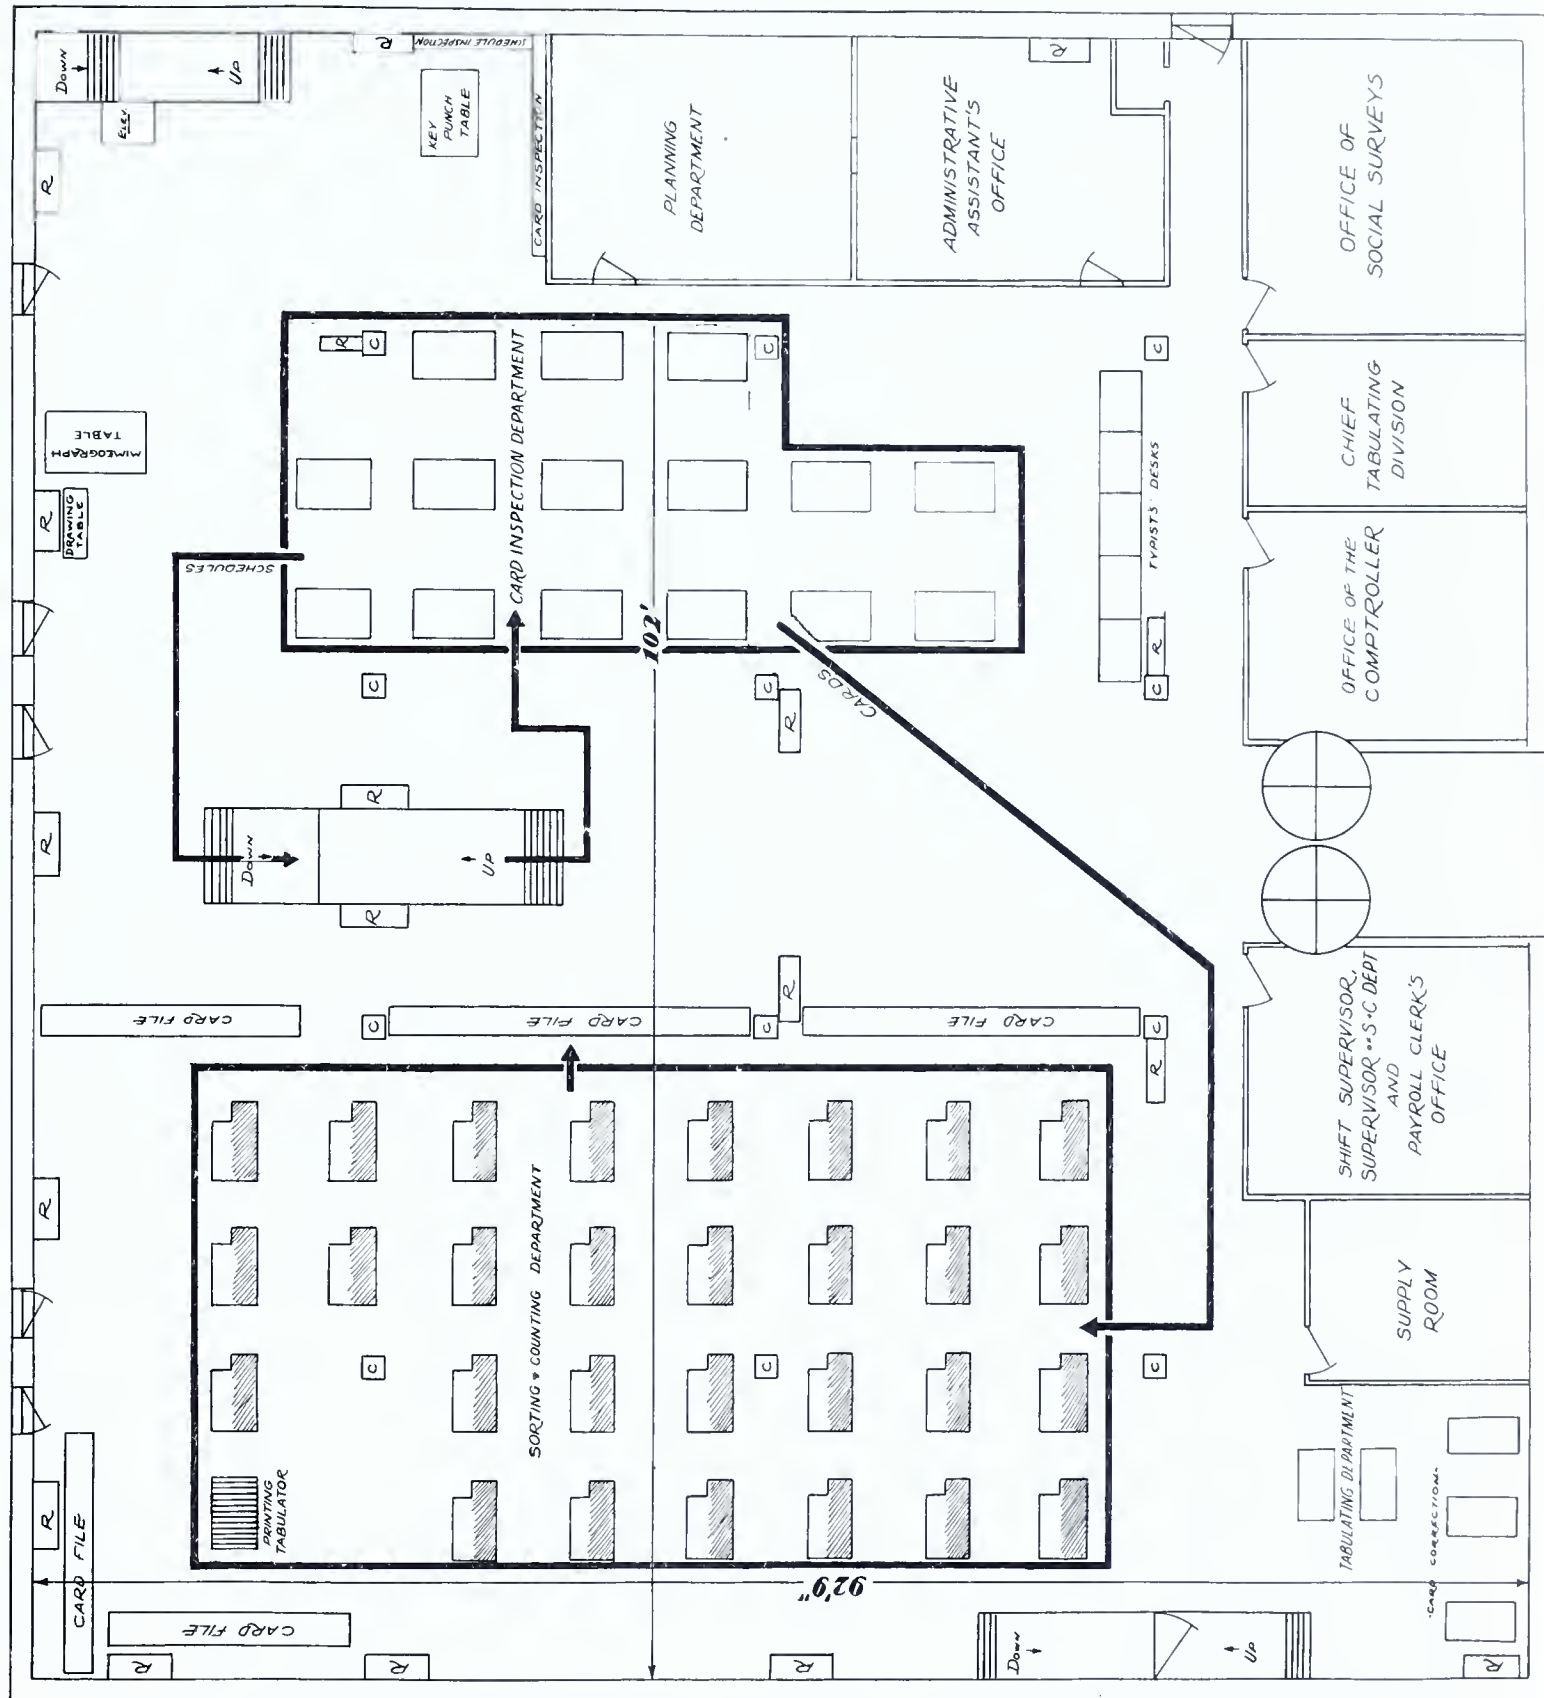 DOWN
UP
ELEV.
R
R
SCHEDULE INSPECTION
KEY
PUNCH
TABLE
CARD INSPECTION
PLANNING
DEPARTMENT
ADMINISTRATIVE
ASSISTANT'S
OFFICE
R
OFFICE OF
SOCIAL SURVEYS
MIMEOGRAPH
TABLE
R
DRAWING
TABLE
SCHEDULES
R
C
CARD INSPECTION DEPARTMENT
C
102'
C
TYPISTS' DESKS
CHIEF
TABULATING
DIVISION
OFFICE OF THE
COMPTROLLER
C
C
R
CARDS
R
C
R
R
DOWN
UP
R
R
CARD FILE
C
CARD FILE
C
R
CARD FILE
C
R
SHIFT SUPERVISOR,
SUPERVISOR S+C DEPT
AND
PAYROLL CLERK'S
OFFICE
R
SORTING & COUNTING DEPARTMENT
C
C
C
SUPPLY
ROOM
R
CARD FILE
PRINTING
TABULATOR
TABULATING DEPARTMENT
-CARD CORRECTION-
92'9"
CARD FILE
R
R
R
DOWN
UP
R